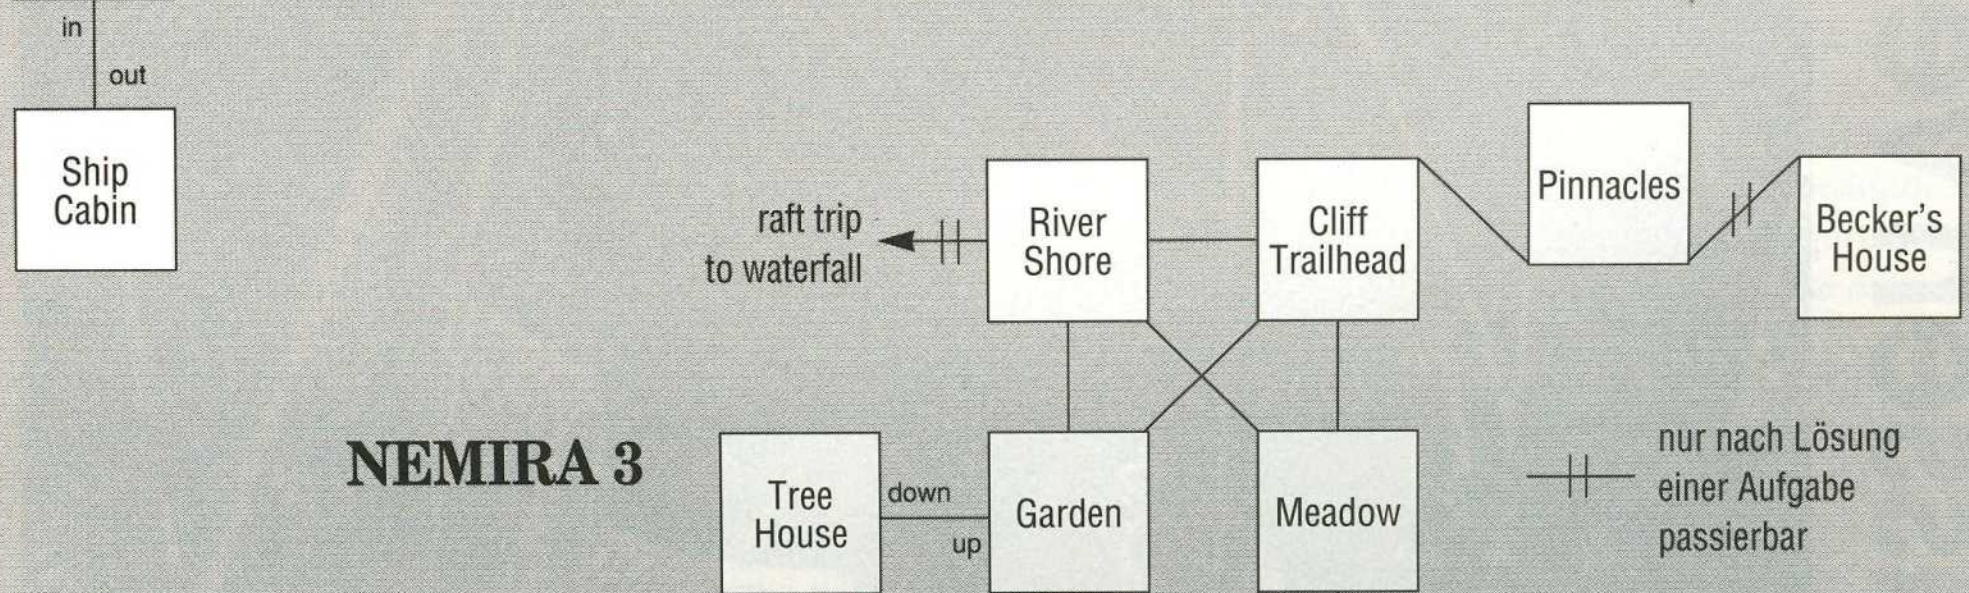 in
out
Ship
Cabin
raft trip
to waterfall
River
Shore
Cliff
Trailhead
Pinnacles
Becker's
House
NEMIRA 3
Tree
House
down
up
Garden
Meadow
nur nach Lösung
einer Aufgabe
passierbar